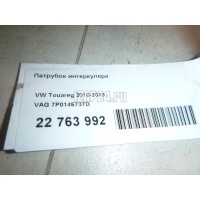 Патрубок интеркулера
VW Touareg 2010-2018
VAG 7P0145737D
22 763 992